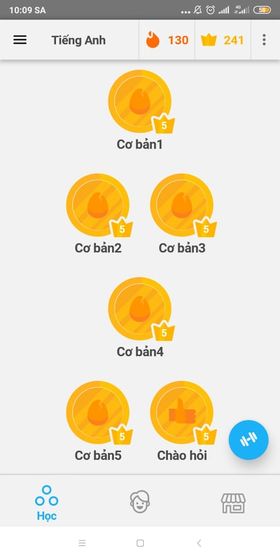 10:09 SA
Tiếng Anh 130 241
5
Cơ bản1
5 5
Cơ bản2 Cơ bản3
5
Cơ bản4
5 5
Cơ bản5 Chào hỏi
Học